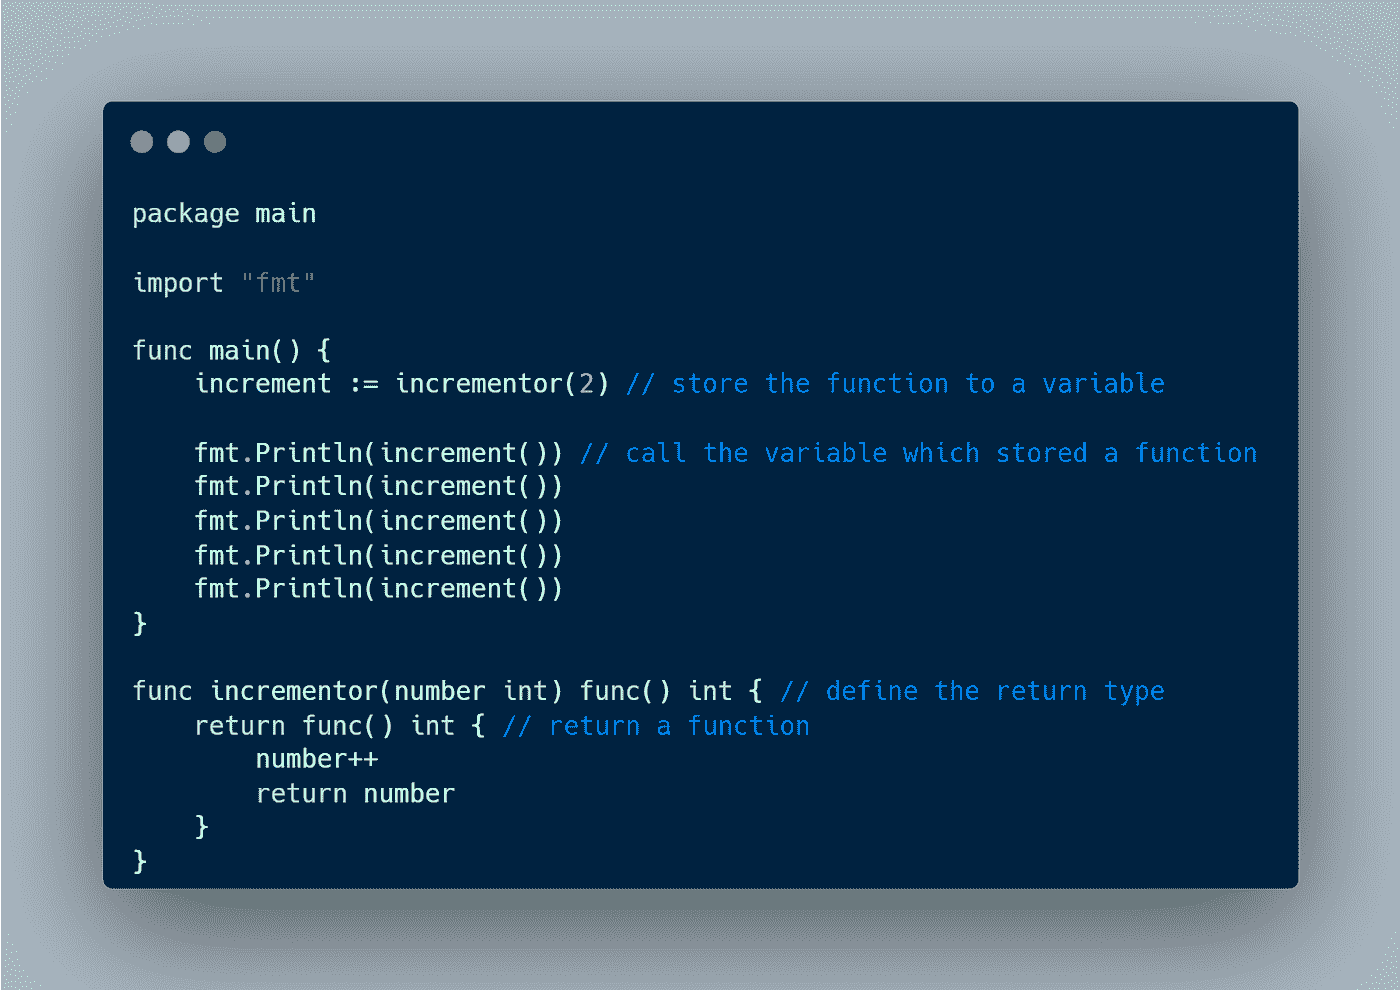 package main
import "fmt"
func main() {
    increment := incrementor(2) // store the function to a variable
    fmt.Println(increment()) // call the variable which stored a function
    fmt.Println(increment())
    fmt.Println(increment())
    fmt.Println(increment())
    fmt.Println(increment())
}
func incrementor(number int) func() int { // define the return type
    return func() int { // return a function
        number++
        return number
    }
}